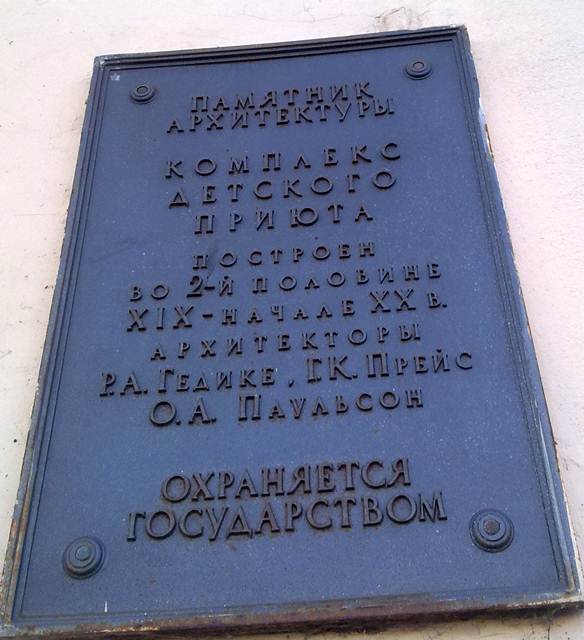 ПАМЯТНИК
АРХИТЕКТУРЫ
КОМПЛЕКС
ДЕТСКОГО
ПРИЮТА
ПОСТРОЕН
ВО 2-Й ПОЛОВИНЕ
XIX-НАЧАЛЕ XX В.
АРХИТЕКТОРЫ
Р.А. ГЕДИКЕ, Г.К. ПРЕЙС
О.А. ПАУЛЬСОН
ОХРАНЯЕТСЯ
ГОСУДАРСТВОМ